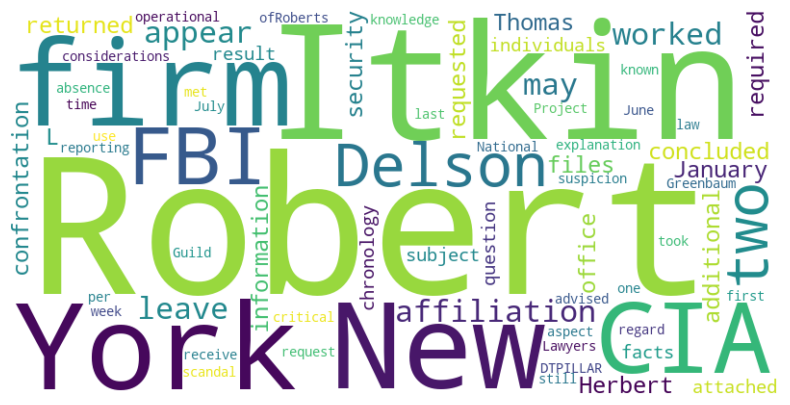 returned operational ofRoberts knowledge Thomas worked required
considerations appear result security requested individuals
firm Itkin
absence met last may known
time July Project June law
L use
reporting FBI Delson National explanation concluded
confrontation files January
suspicion Greenbaum
Robert
information chronology question office additional two
Guild subject took
per leave affiliation advised one first
week critical aspect regard
York New CIA
receive request Lawyers facts
scandal still DTPILLAR Herbert attached